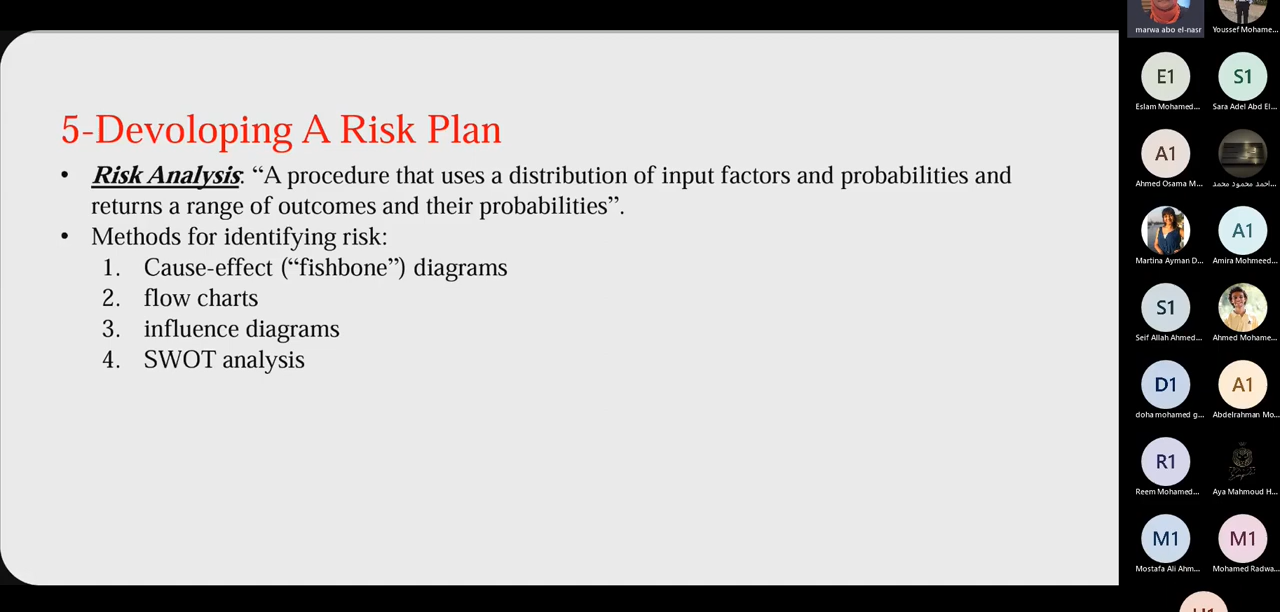 5-Devoloping A Risk Plan
• Risk Analysis: “A procedure that uses a distribution of input factors and probabilities and
returns a range of outcomes and their probabilities”.
• Methods for identifying risk:
1. Cause-effect (“fishbone”) diagrams
2. flow charts
3. influence diagrams
4. SWOT analysis
marwa abo el-nasr
Youssef Mohame...
E1
S1
Eslam Mohamed...
Sara Adel Abd El...
A1
Ahmed Osama M...
احمد محمود محمد...
A1
Martina Ayman D...
Amira Mohmeed...
S1
Seif Allah Ahmed...
Ahmed Mohame...
D1
A1
doha mohamed g...
Abdelrahman Mo...
R1
Reem Mohamed...
Aya Mahmoud H...
M1
M1
Mostafa Ali Ahm...
Mohamed Radwa...